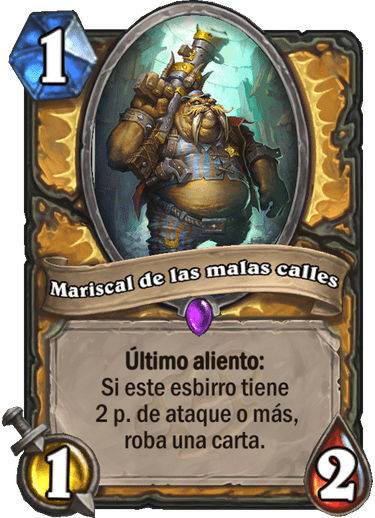 1
Mariscal de las malas calles
Último aliento:
Si este esbirro tiene
2 p. de ataque o más,
roba una carta.
1
2